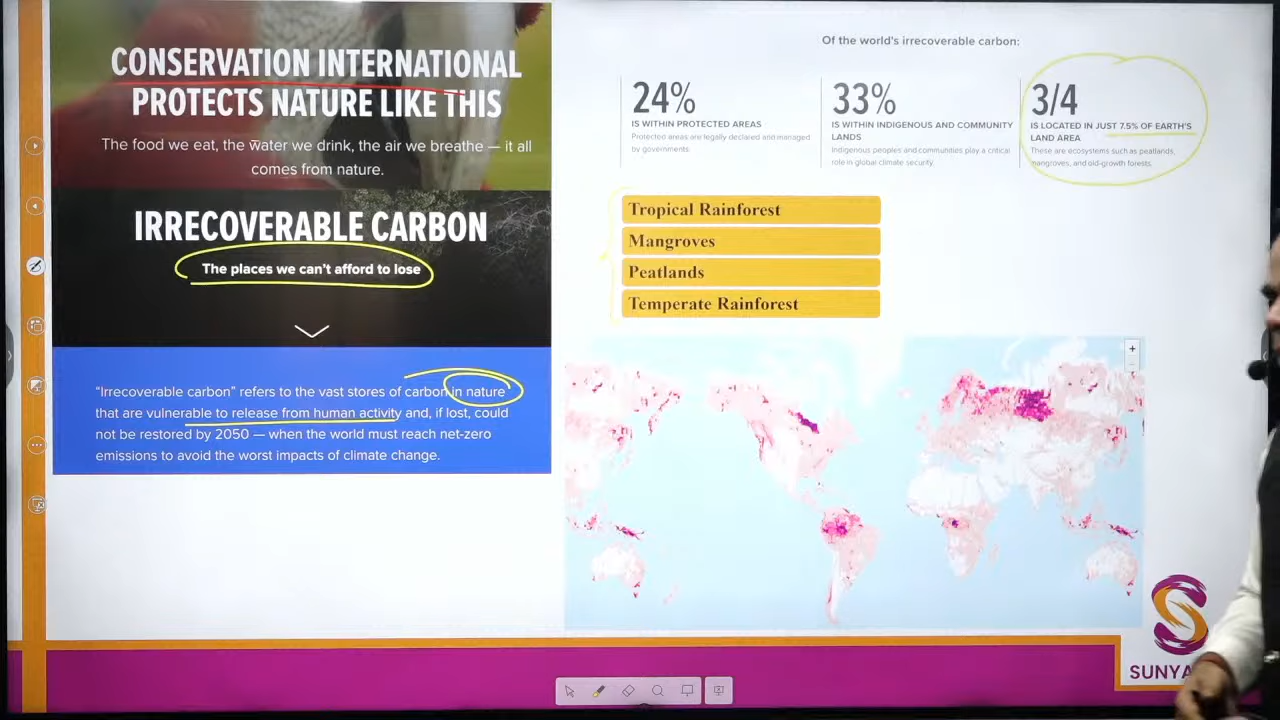 CONSERVATION INTERNATIONAL
PROTECTS NATURE LIKE THIS
The food we eat, the water we drink, the air we breathe — it all
comes from nature.
IRRECOVERABLE CARBON
The places we can't afford to lose
"Irrecoverable carbon" refers to the vast stores of carbon in nature
that are vulnerable to release from human activity and, if lost, could
not be restored by 2050 — when the world must reach net-zero
emissions to avoid the worst impacts of climate change.
Of the world's irrecoverable carbon:
24%
IS WITHIN PROTECTED AREAS
Protected areas are legally declared and managed
by governments.
33%
IS WITHIN INDIGENOUS AND COMMUNITY
LANDS
Indigenous peoples and communities play a critical
role in global climate security.
3/4
IS LOCATED IN JUST 7.5% OF EARTH'S
LAND AREA
These are ecosystems such as peatlands,
mangroves, and old-growth forests.
Tropical Rainforest
Mangroves
Peatlands
Temperate Rainforest
+